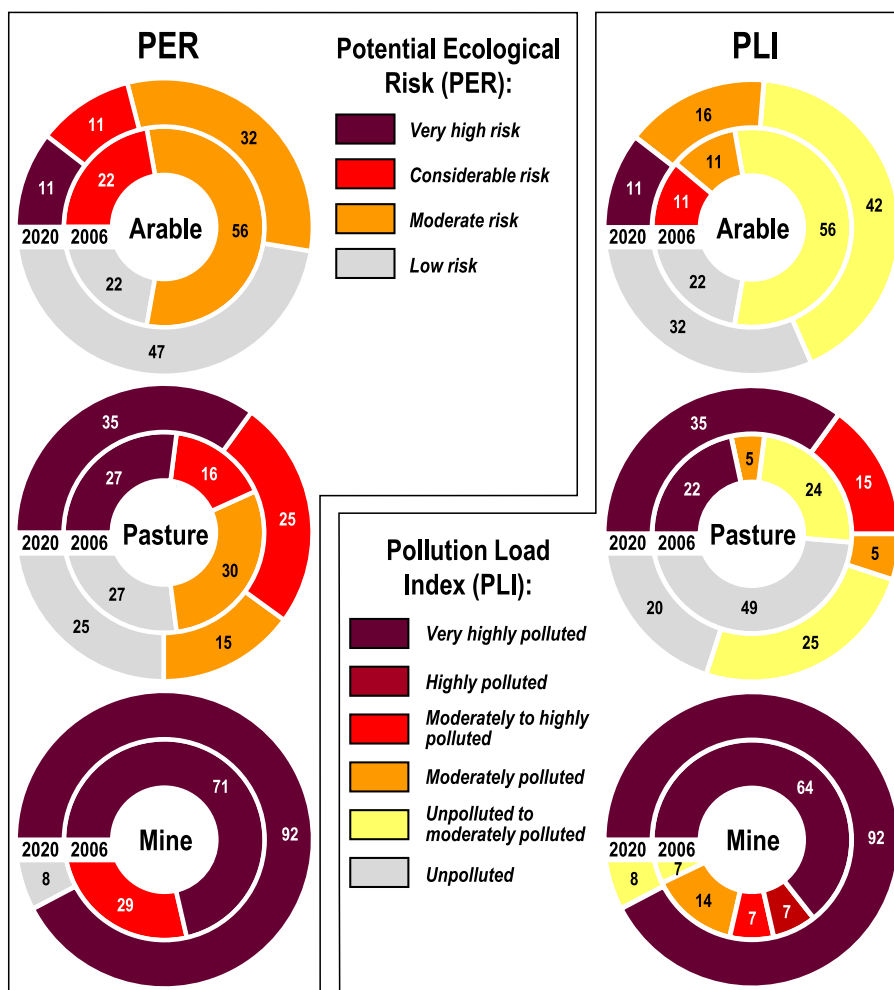 PER
11
11
32
22
56
2020 2006
Arable
22
47
Potential Ecological
Risk (PER):
Very high risk
Considerable risk
Moderate risk
Low risk
PLI
16
11
11
11
42
56
2020 2006
Arable
22
32
35
27
16
25
2020 2006
Pasture
30
27
25
15
35
5
22
24
15
2020 2006
Pasture
5
20
49
25
Pollution Load
Index (PLI):
Very highly polluted
Highly polluted
Moderately to highly
polluted
Moderately polluted
Unpolluted to
moderately polluted
Unpolluted
71
92
2020 2006
Mine
8
29
64
92
2020 2006
Mine
7
8
14
7
7